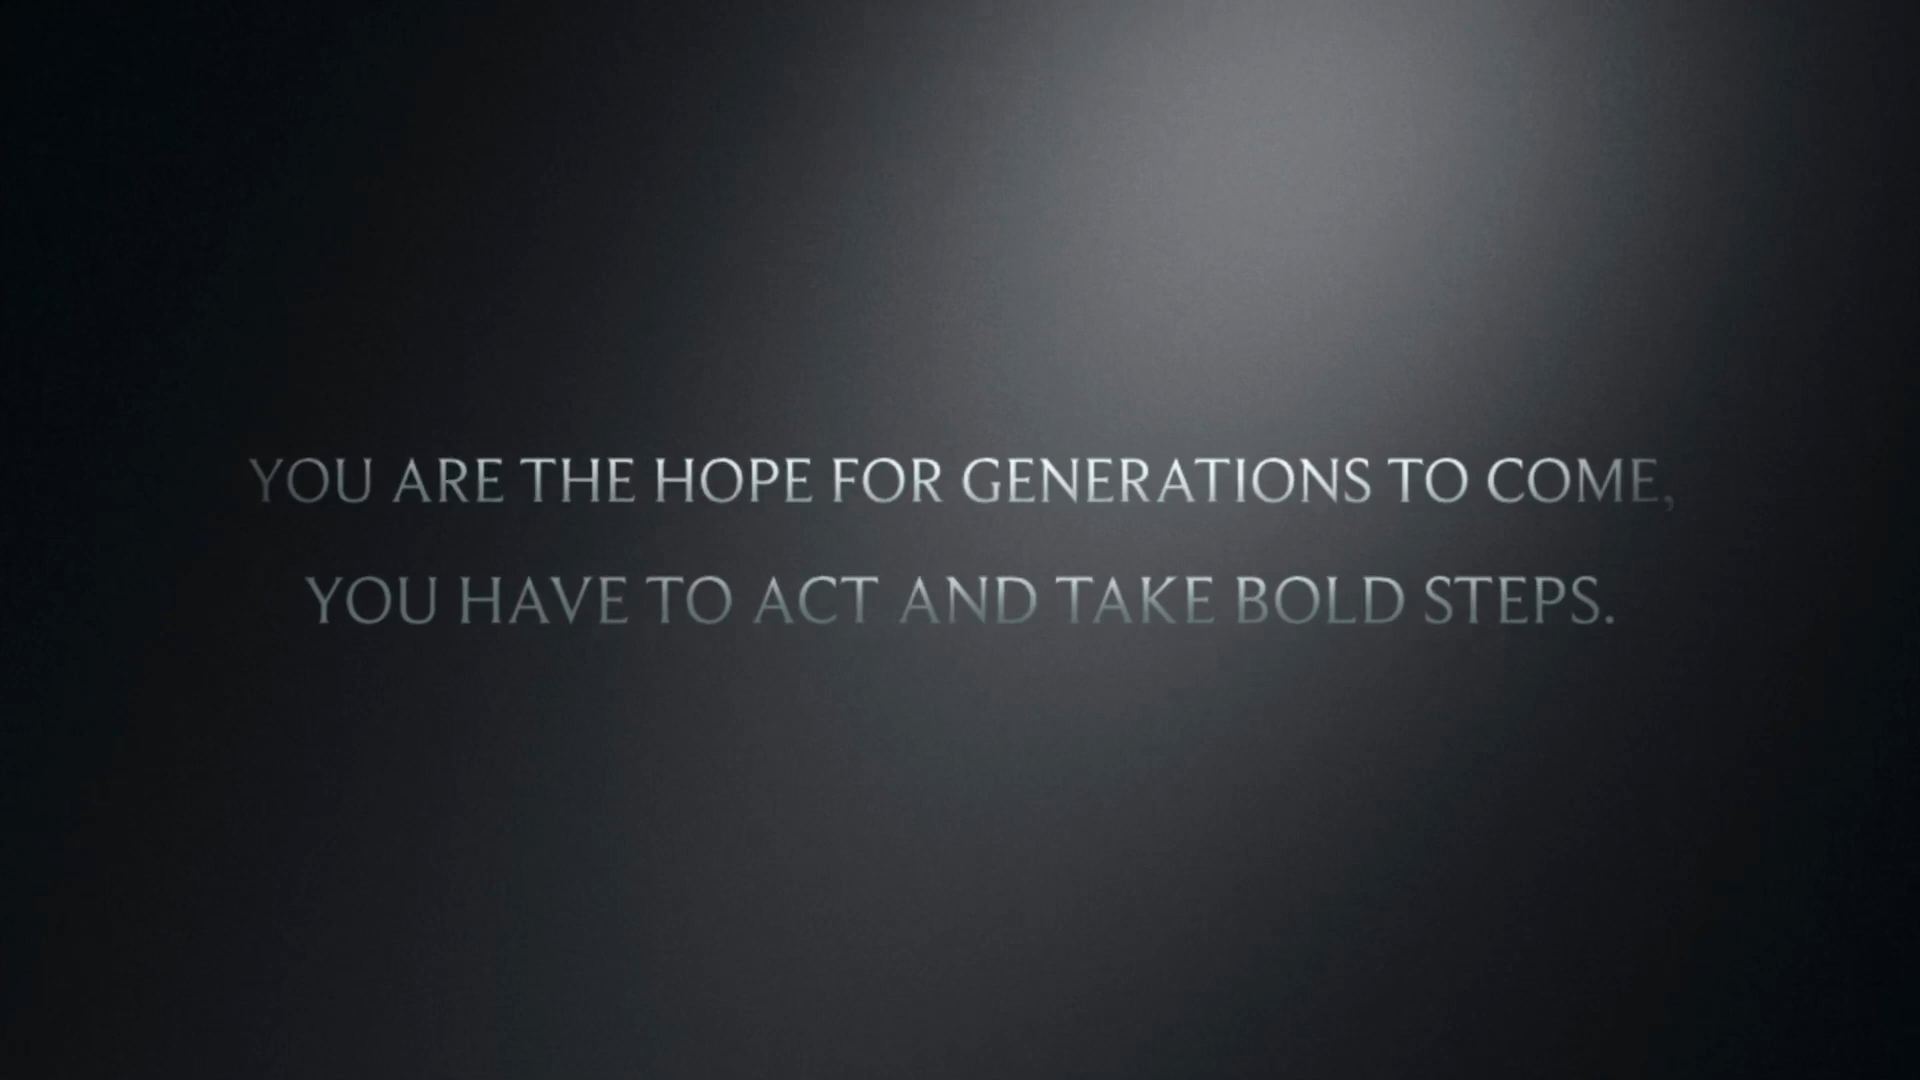 YOU ARE THE HOPE FOR GENERATIONS TO COME,
YOU HAVE TO ACT AND TAKE BOLD STEPS.